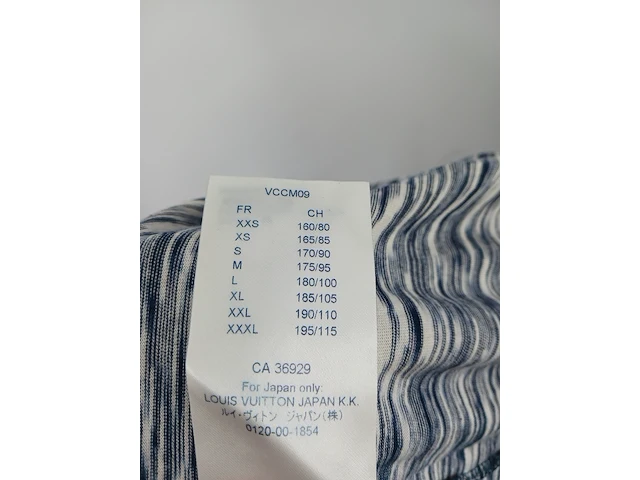 VCCM09
FR CH
XXS 160/80
XS 165/85
S 170/90
M 175/95
L 180/100
XL 185/105
XXL 190/110
XXXL 195/115
CA 36929
For Japan only:
LOUIS VUITTON JAPAN K.K.
ルイ・ヴィトン ジャパン(株)
0120-00-1854